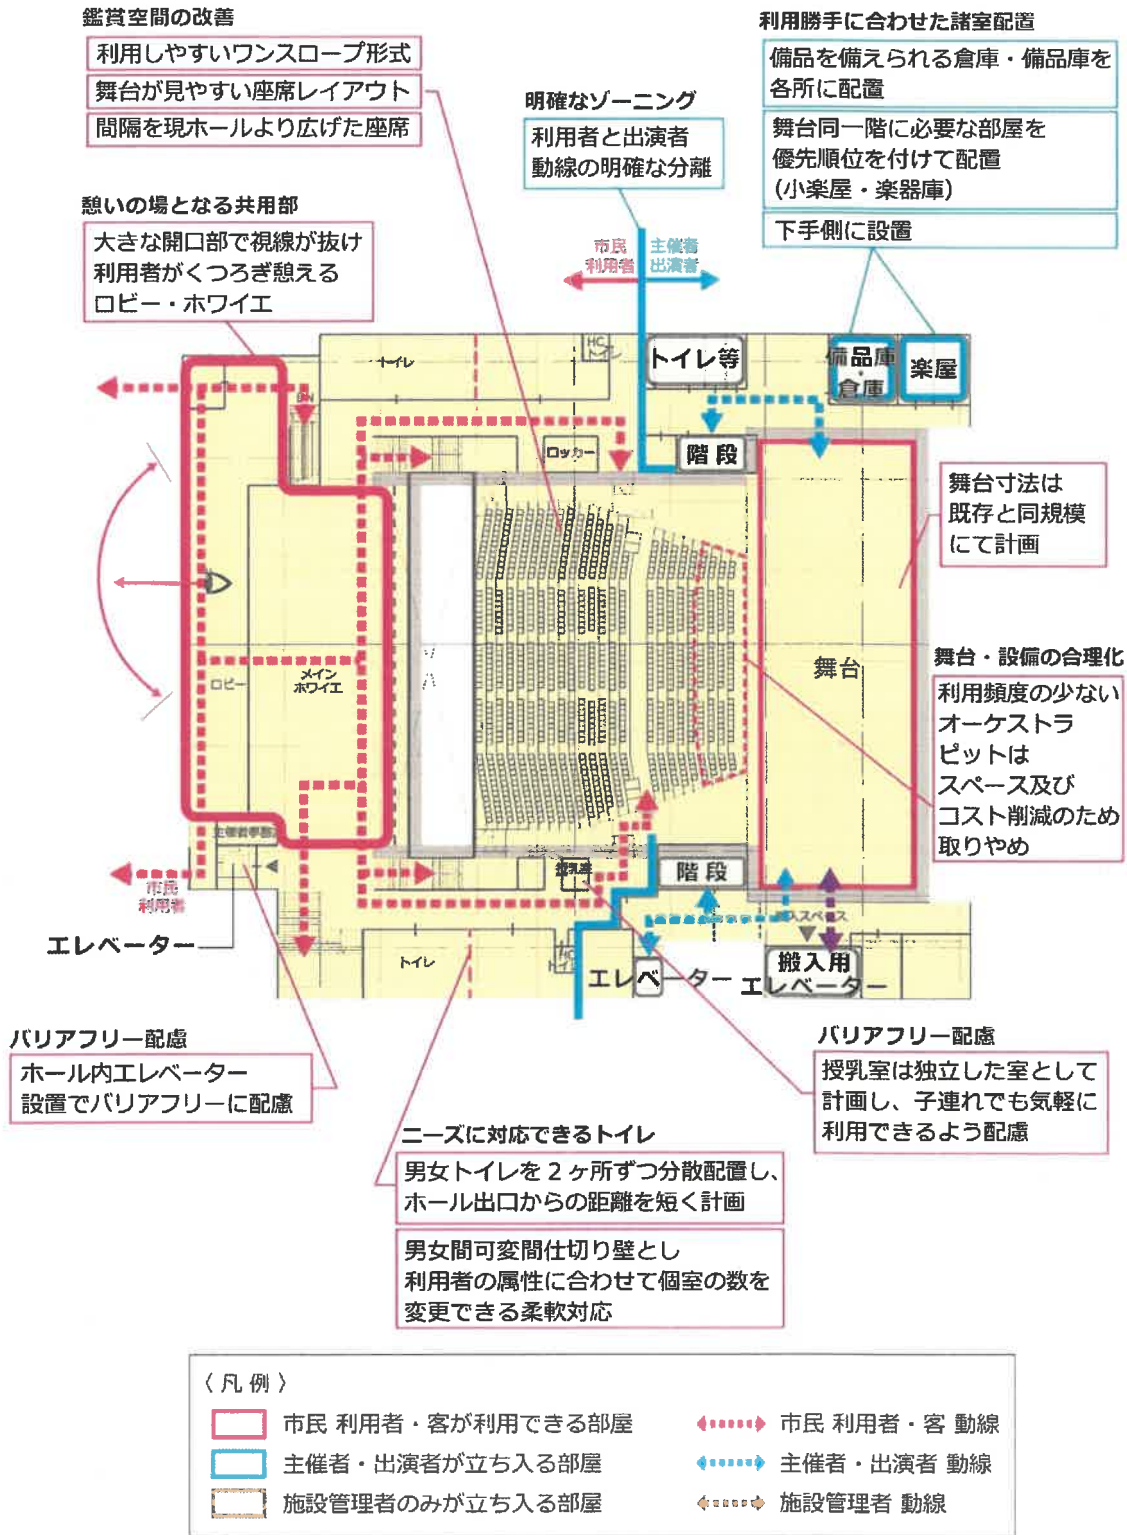 鑑賞空間の改善
利用しやすいワンスロープ形式
舞台が見やすい座席レイアウト
間隔を現ホールより広げた座席
利用勝手に合わせた諸室配置
備品を備えられる倉庫・備品庫を
各所に配置
舞台同一階に必要な部屋を
優先順位を付けて配置
(小楽屋・楽器庫)
下手側に設置
明確なゾーニング
利用者と出演者
動線の明確な分離
憩いの場となる共用部
大きな開口部で視線が抜け
利用者がくつろぎ憩える
ロビー・ホワイエ
市民
利用者
主催者
出演者
トイレ
HC
トイレ
トイレ等
備品庫
・
倉庫
楽屋
ロッカー
階段
舞台寸法は
既存と同規模
にて計画
ロビー
メイン
ホワイエ
舞台
舞台・設備の合理化
利用頻度の少ない
オーケストラ
ピットは
スペース及び
コスト削減のため
取りやめ
授乳室
階段
市民
利用者
エレベーター
トイレ
HC
トイレ
エレベーター
搬入用
エレベーター
バリアフリー配慮
ホール内エレベーター
設置でバリアフリーに配慮
バリアフリー配慮
授乳室は独立した室として
計画し、子連れでも気軽に
利用できるよう配慮
ニーズに対応できるトイレ
男女トイレを2ヶ所ずつ分散配置し、
ホール出口からの距離を短く計画
男女間可変間仕切り壁とし
利用者の属性に合わせて個室の数を
変更できる柔軟対応
〈凡例〉
市民 利用者・客が利用できる部屋
市民 利用者・客 動線
主催者・出演者が立ち入る部屋
主催者・出演者 動線
施設管理者のみが立ち入る部屋
施設管理者 動線